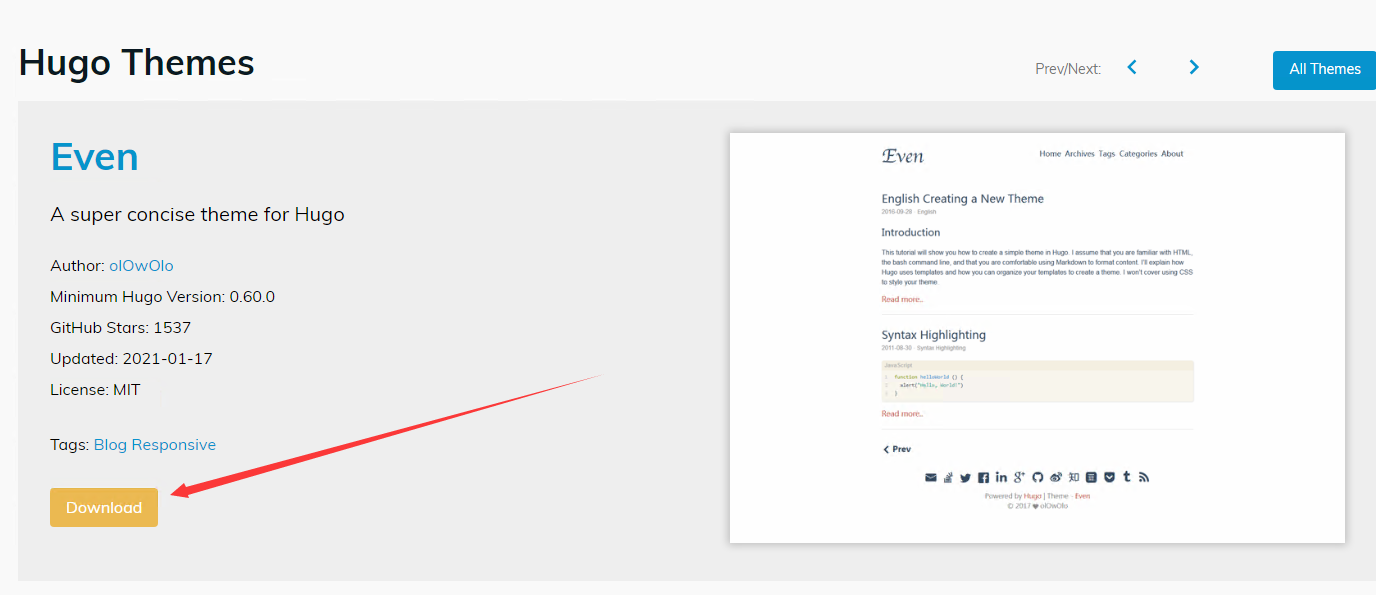 Hugo Themes
Prev/Next:
All Themes
Even
A super concise theme for Hugo
Author: olOwOlo
Minimum Hugo Version: 0.60.0
GitHub Stars: 1537
Updated: 2021-01-17
License: MIT
Tags: Blog Responsive
Download
Even
Home Archives Tags Categories About
English Creating a New Theme
2016-09-28 · English
Introduction
This tutorial will show you how to create a simple theme in Hugo. I assume that you are familiar with HTML,
the bash command line, and that you are comfortable using Markdown to format content. I'll explain how
Hugo uses templates and how you can organize your templates to create a theme. I won't cover using CSS
to style your theme
Read more..
Syntax Highlighting
2011-08-30 · Syntax Highlighting
JavaScript
1 function helloWorld () {
2 alert("Hello, World!")
3 }
Read more..
Prev
知
Powered by Hugo | Theme - Even
© 2017 olOwOlo